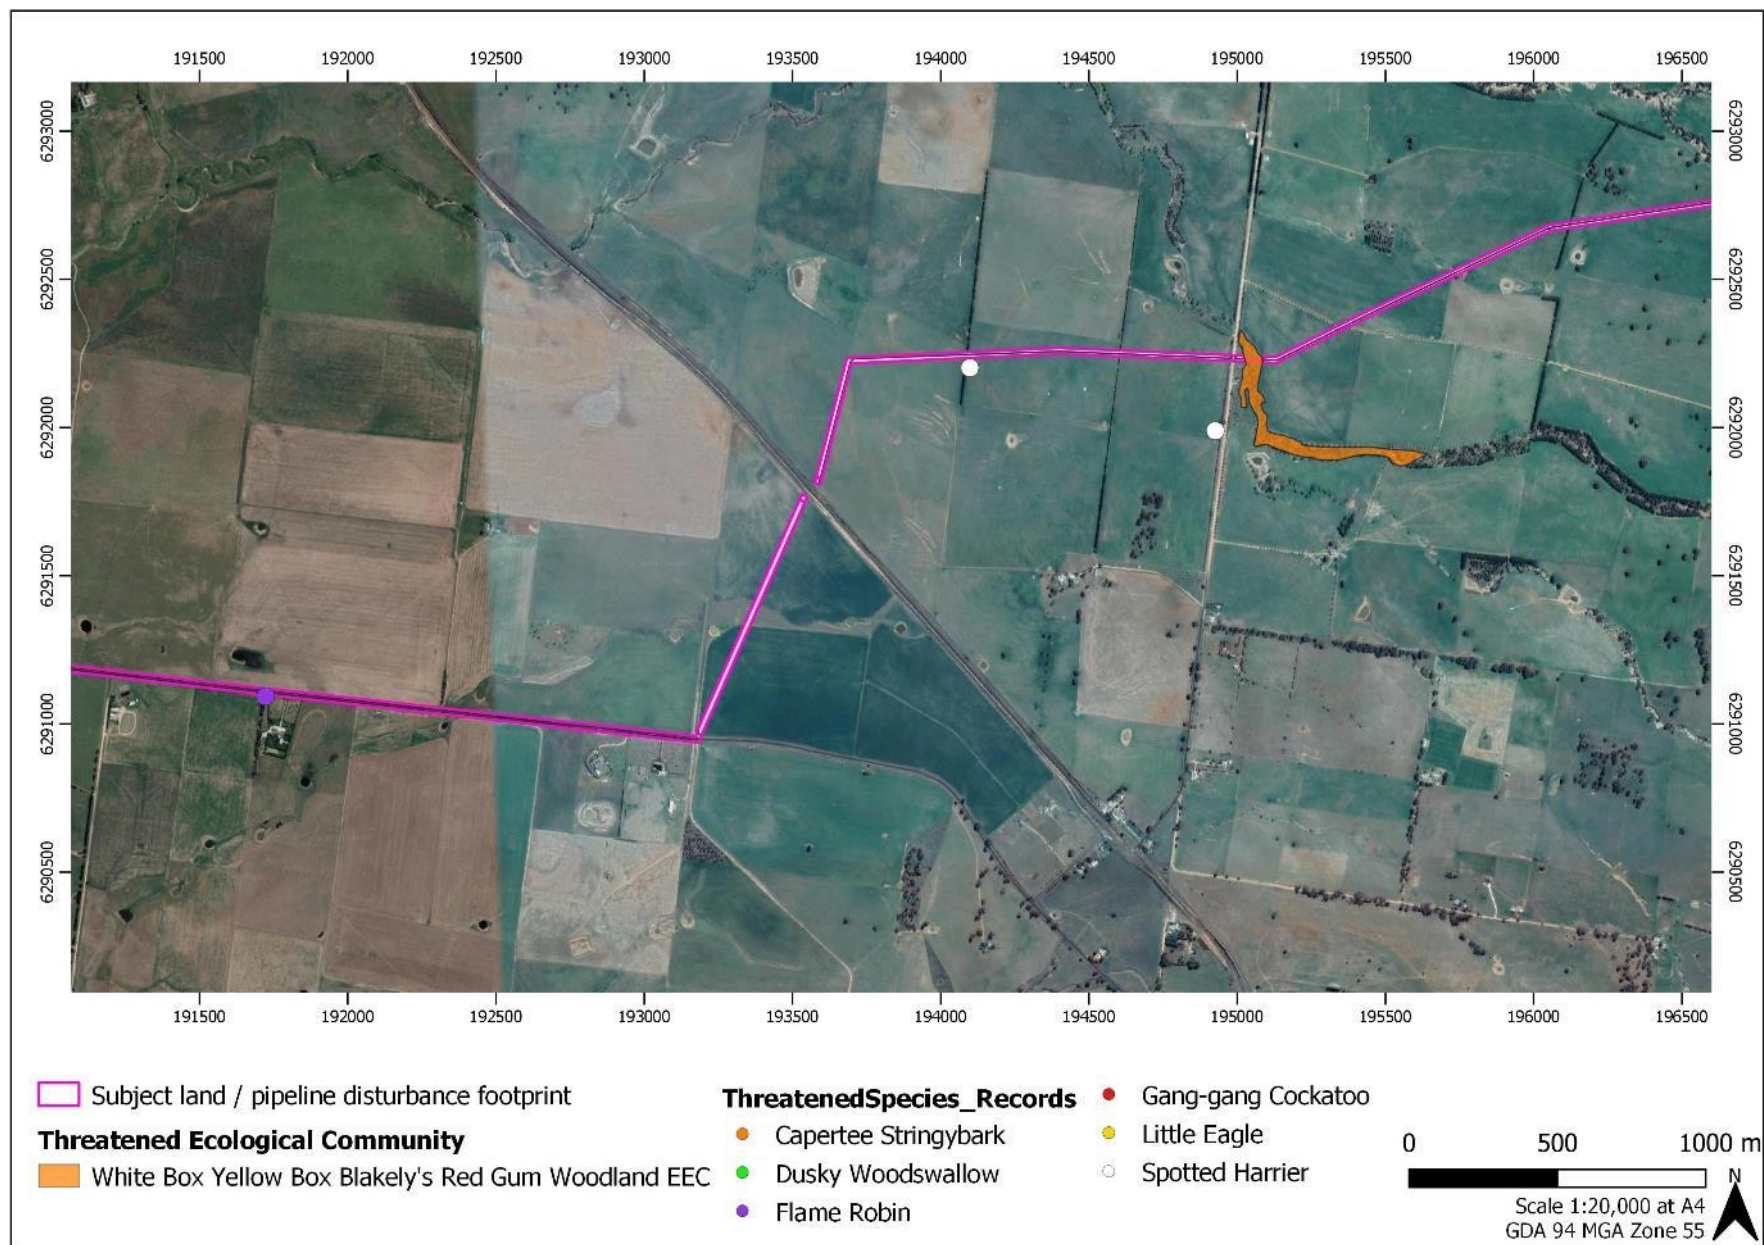 191500 192000 192500 193000 193500 194000 194500 195000 195500 196000 196500
6293000 6293000
6292500 6292500
6292000 6292000
6291500 6291500
6291000 6291000
6290500 6290500
191500 192000 192500 193000 193500 194000 194500 195000 195500 196000 196500
Subject land / pipeline disturbance footprint
Threatened Ecological Community
White Box Yellow Box Blakely's Red Gum Woodland EEC
ThreatenedSpecies_Records
Capertee Stringybark
Dusky Woodswallow
Flame Robin
Gang-gang Cockatoo
Little Eagle
Spotted Harrier
0 500 1000 m
N
Scale 1:20,000 at A4
GDA 94 MGA Zone 55